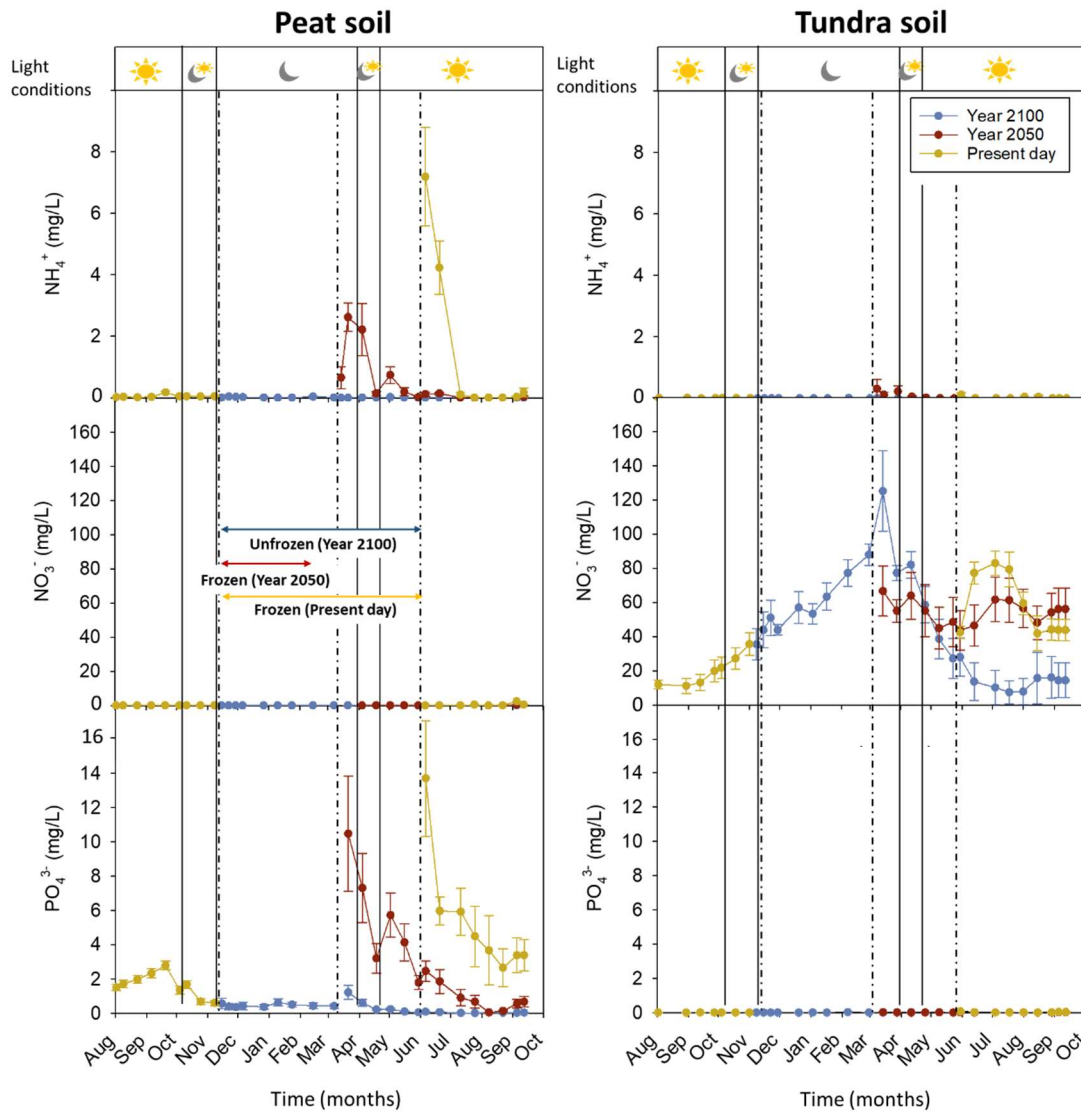 Peat soil
Tundra soil
Light
conditions
Light
conditions
Year 2100
Year 2050
Present day
NH₄⁺ (mg/L)
8
6
4
2
0
NH₄⁺ (mg/L)
8
6
4
2
0
NO₃⁻ (mg/L)
160
140
120
100
80
60
40
20
0
Unfrozen (Year 2100)
Frozen (Year 2050)
Frozen (Present day)
NO₃⁻ (mg/L)
160
140
120
100
80
60
40
20
0
PO₄³⁻ (mg/L)
16
14
12
10
8
6
4
2
0
PO₄³⁻ (mg/L)
16
14
12
10
8
6
4
2
0
Aug Sep Oct Nov Dec Jan Feb Mar Apr May Jun Jul Aug Sep Oct
Aug Sep Oct Nov Dec Jan Feb Mar Apr May Jun Jul Aug Sep Oct
Time (months)
Time (months)